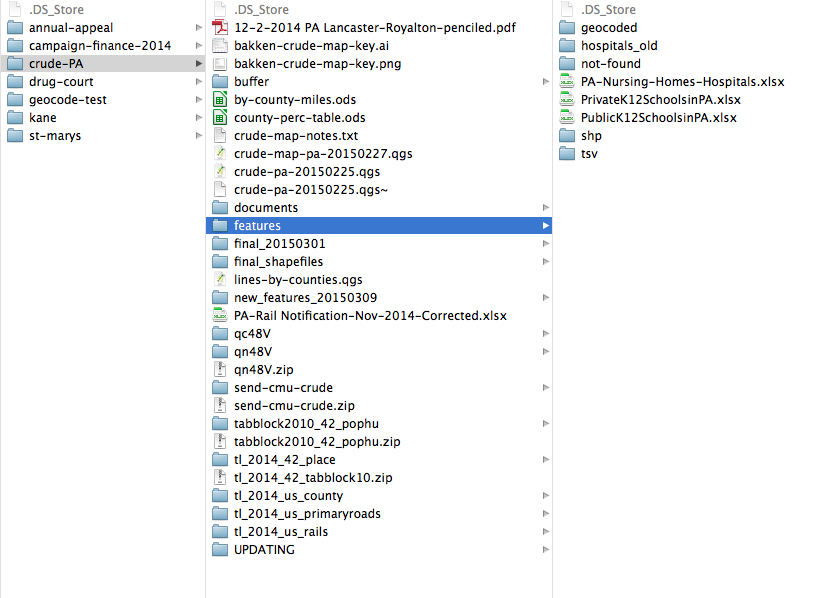 .DS_Store
annual-appeal
campaign-finance-2014
crude-PA
drug-court
geocode-test
kane
st-marys
.DS_Store
12-2-2014 PA Lancaster-Royalton-penciled.pdf
bakken-crude-map-key.ai
bakken-crude-map-key.png
buffer
by-county-miles.ods
county-perc-table.ods
crude-map-notes.txt
crude-map-pa-20150227.qgs
crude-pa-20150225.qgs
crude-pa-20150225.qgs~
documents
features
final_20150301
final_shapefiles
lines-by-counties.qgs
new_features_20150309
PA-Rail Notification-Nov-2014-Corrected.xlsx
qc48V
qn48V
qn48V.zip
send-cmu-crude
send-cmu-crude.zip
tabblock2010_42_pophu
tabblock2010_42_pophu.zip
tl_2014_42_place
tl_2014_42_tabblock10.zip
tl_2014_us_county
tl_2014_us_primaryroads
tl_2014_us_rails
UPDATING
.DS_Store
geocoded
hospitals_old
not-found
PA-Nursing-Homes-Hospitals.xlsx
PrivateK12SchoolsinPA.xlsx
PublicK12SchoolsinPA.xlsx
shp
tsv